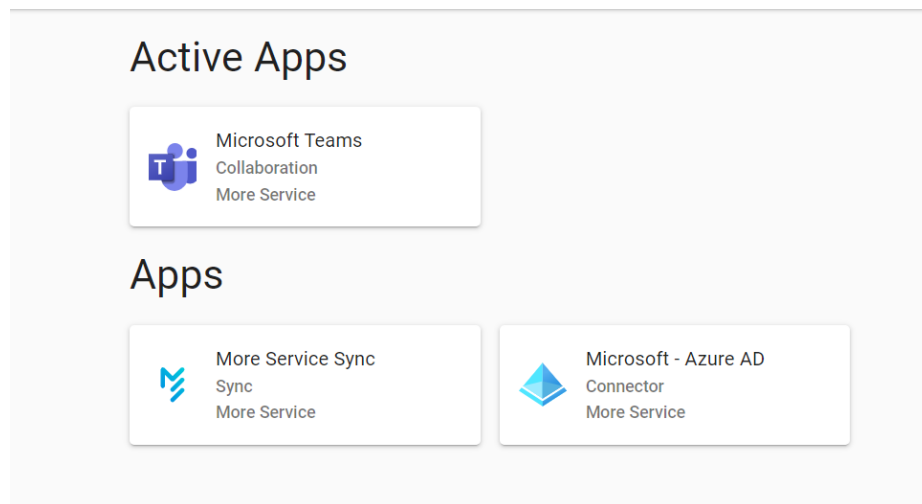 Active Apps
Microsoft Teams
Collaboration
More Service
Apps
More Service Sync
Sync
More Service
Microsoft - Azure AD
Connector
More Service